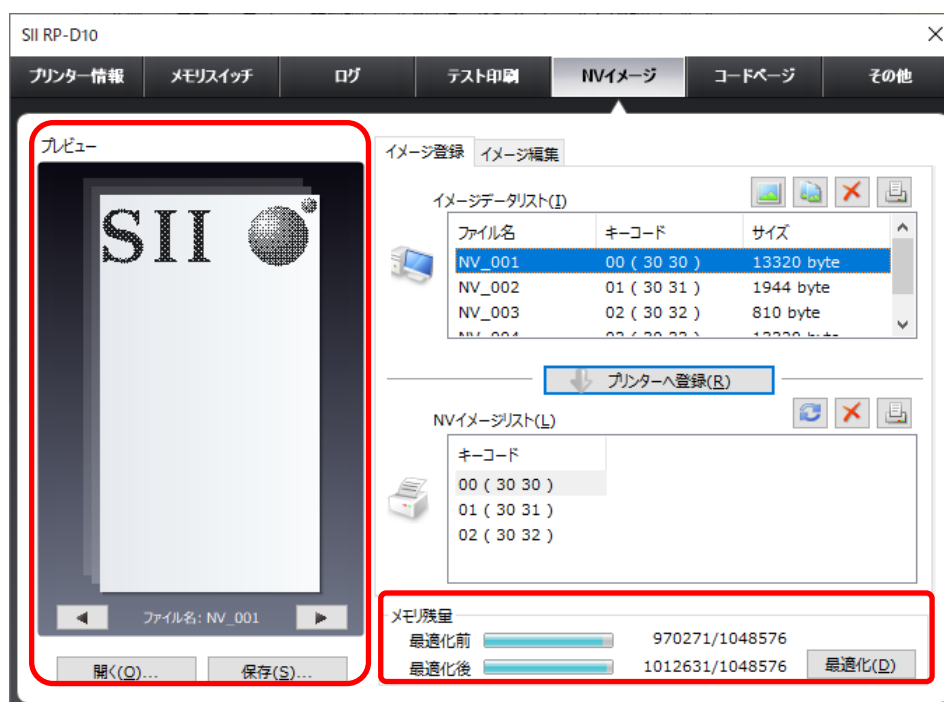 SII RP-D10
プリンター情報 メモリスイッチ ログ テスト印刷 NVイメージ コードページ その他
プレビュー
SII
ファイル名: NV_001
開く(O)... 保存(S)...
イメージ登録 イメージ編集
イメージデータリスト(I)
ファイル名 キーコード サイズ
NV_001 00 ( 30 30 ) 13320 byte
NV_002 01 ( 30 31 ) 1944 byte
NV_003 02 ( 30 32 ) 810 byte
プリンターへ登録(R)
NVイメージリスト(L)
キーコード
00 ( 30 30 )
01 ( 30 31 )
02 ( 30 32 )
メモリ残量
最適化前 970271/1048576
最適化後 1012631/1048576 最適化(D)